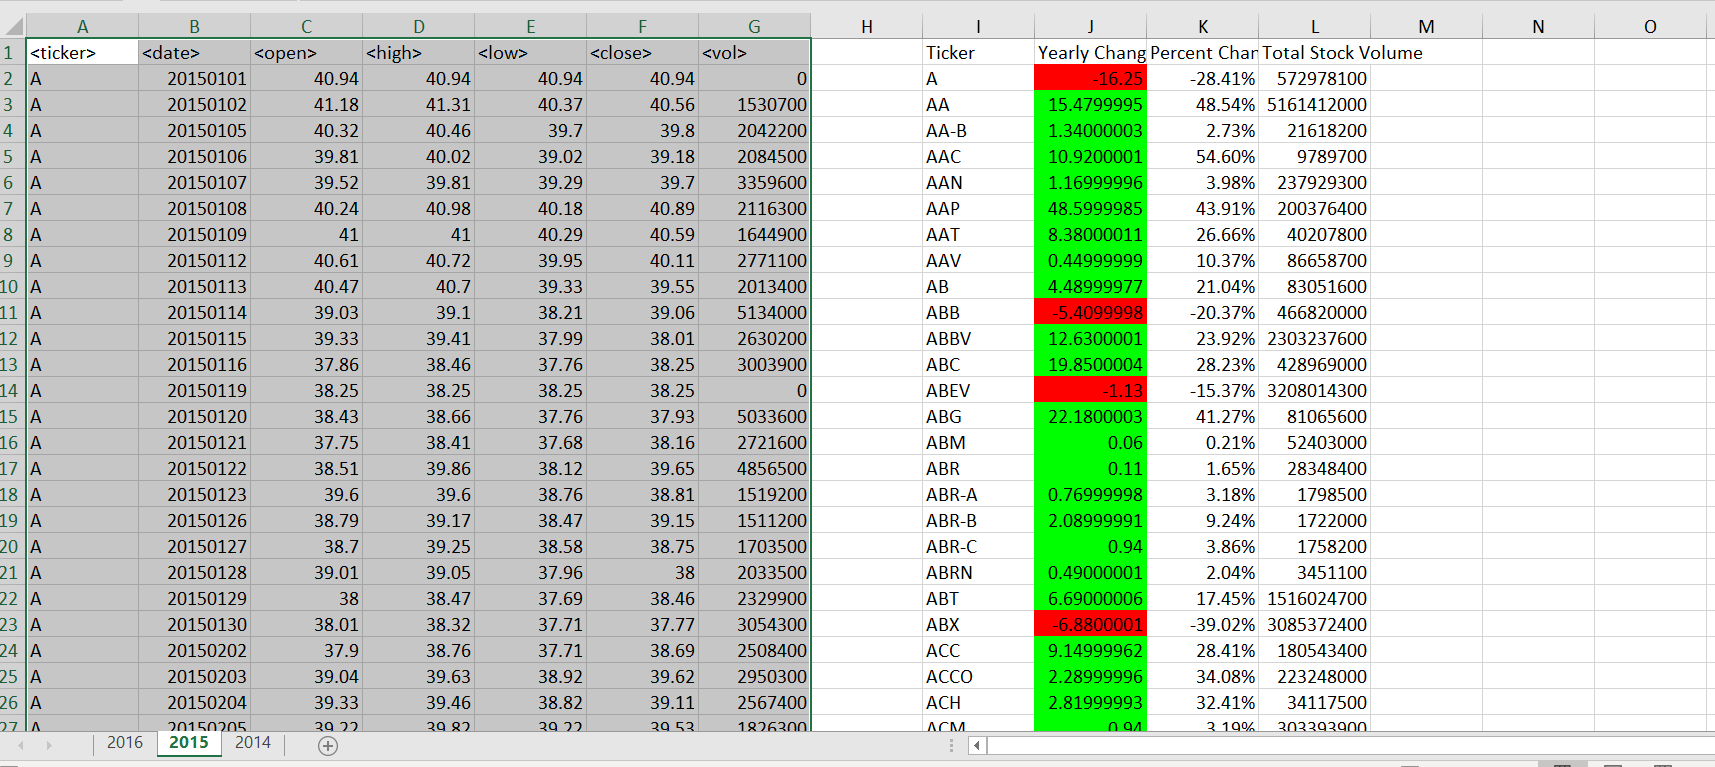 A B C D E F G H I J K L M N O
1 <ticker> <date> <open> <high> <low> <close> <vol> Ticker Yearly Chang Percent Chan Total Stock Volume
2 A 20150101 40.94 40.94 40.94 40.94 0 A -16.25 -28.41% 572978100
3 A 20150102 41.18 41.31 40.37 40.56 1530700 AA 15.4799995 48.54% 5161412000
4 A 20150105 40.32 40.46 39.7 39.8 2042200 AA-B 1.34000003 2.73% 21618200
5 A 20150106 39.81 40.02 39.02 39.18 2084500 AAC 10.9200001 54.60% 9789700
6 A 20150107 39.52 39.81 39.29 39.7 3359600 AAN 1.16999996 3.98% 237929300
7 A 20150108 40.24 40.98 40.18 40.89 2116300 AAP 48.5999985 43.91% 200376400
8 A 20150109 41 41 40.29 40.59 1644900 AAT 8.38000011 26.66% 40207800
9 A 20150112 40.61 40.72 39.95 40.11 2771100 AAV 0.44999999 10.37% 86658700
10 A 20150113 40.47 40.7 39.33 39.55 2013400 AB 4.48999977 21.04% 83051600
11 A 20150114 39.03 39.1 38.21 39.06 5134000 ABB -5.4099998 -20.37% 466820000
12 A 20150115 39.33 39.41 37.99 38.01 2630200 ABBV 12.6300001 23.92% 2303237600
13 A 20150116 37.86 38.46 37.76 38.25 3003900 ABC 19.8500004 28.23% 428969000
14 A 20150119 38.25 38.25 38.25 38.25 0 ABEV -1.13 -15.37% 3208014300
15 A 20150120 38.43 38.66 37.76 37.93 5033600 ABG 22.1800003 41.27% 81065600
16 A 20150121 37.75 38.41 37.68 38.16 2721600 ABM 0.06 0.21% 52403000
17 A 20150122 38.51 39.86 38.12 39.65 4856500 ABR 0.11 1.65% 28348400
18 A 20150123 39.6 39.6 38.76 38.81 1519200 ABR-A 0.76999998 3.18% 1798500
19 A 20150126 38.79 39.17 38.47 39.15 1511200 ABR-B 2.08999991 9.24% 1722000
20 A 20150127 38.7 39.25 38.58 38.75 1703500 ABR-C 0.94 3.86% 1758200
21 A 20150128 39.01 39.05 37.96 38 2033500 ABRN 0.49000001 2.04% 3451100
22 A 20150129 38 38.47 37.69 38.46 2329900 ABT 6.69000006 17.45% 1516024700
23 A 20150130 38.01 38.32 37.71 37.77 3054300 ABX -6.8800001 -39.02% 3085372400
24 A 20150202 37.9 38.76 37.71 38.69 2508400 ACC 9.14999962 28.41% 180543400
25 A 20150203 39.04 39.63 38.92 39.62 2950300 ACCO 2.28999996 34.08% 223248000
26 A 20150204 39.33 39.46 38.82 39.11 2567400 ACH 2.81999993 32.41% 34117500
27 A 20150205 39.22 39.82 39.22 39.53 1826300 ACM 0.94 3.19% 303393900
2016 2015 2014